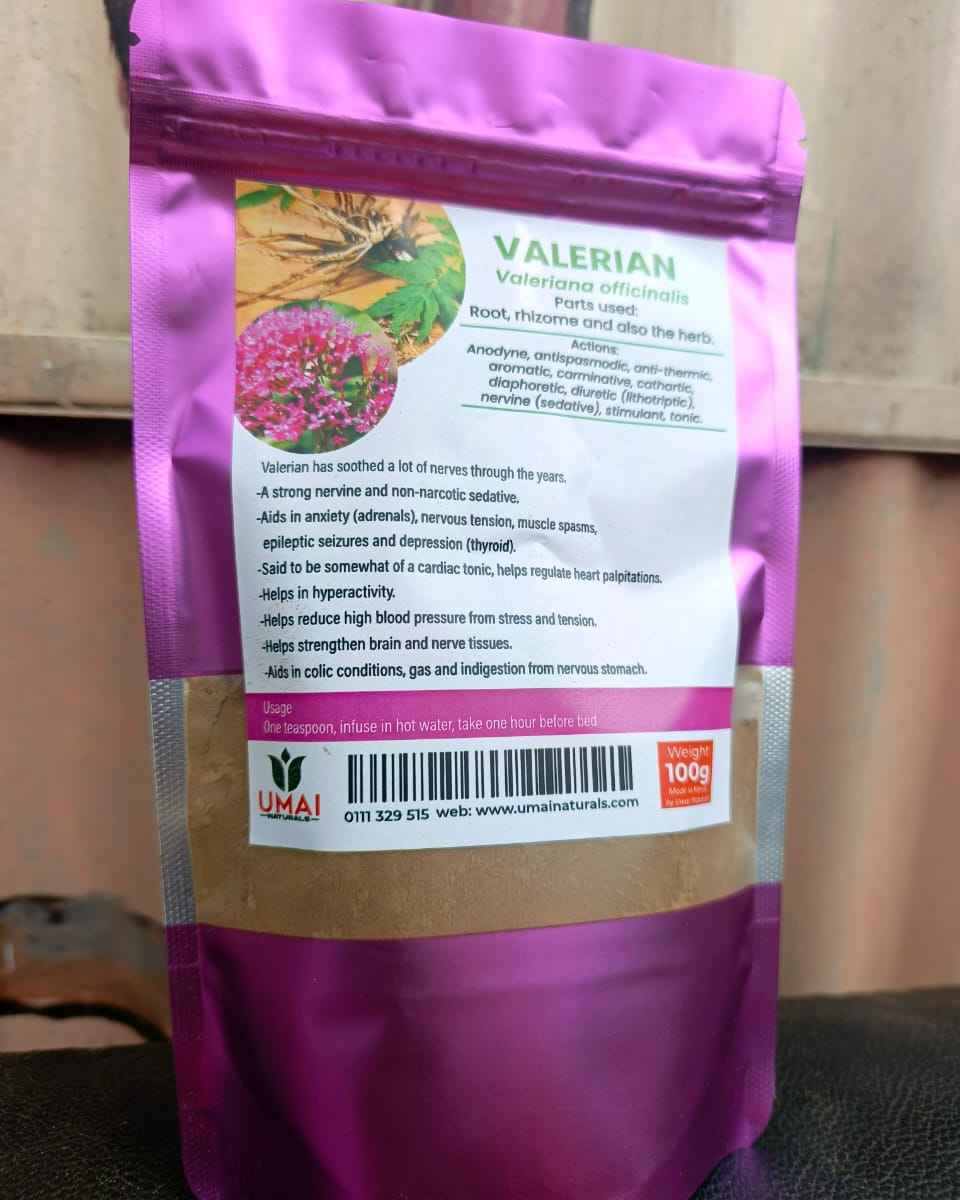 VALERIAN
Valeriana officinalis
Parts used:
Root, rhizome and also the herb.
Actions:
Anodyne, antispasmodic, anti-thermic,
aromatic, carminative, cathartic,
diaphoretic, diuretic (lithotriptic),
nervine (sedative), stimulant, tonic.
Valerian has soothed a lot of nerves through the years.
-A strong nervine and non-narcotic sedative.
-Aids in anxiety (adrenals), nervous tension, muscle spasms,
epileptic seizures and depression (thyroid).
-Said to be somewhat of a cardiac tonic, helps regulate heart palpitations.
-Helps in hyperactivity.
-Helps reduce high blood pressure from stress and tension.
-Helps strengthen brain and nerve tissues.
-Aids in colic conditions, gas and indigestion from nervous stomach.
Usage
One teaspoon, infuse in hot water, take one hour before bed
UMAI
NATURALS
0111 329 515 web: www.umainaturals.com
Weight
100g
Made in Kenya